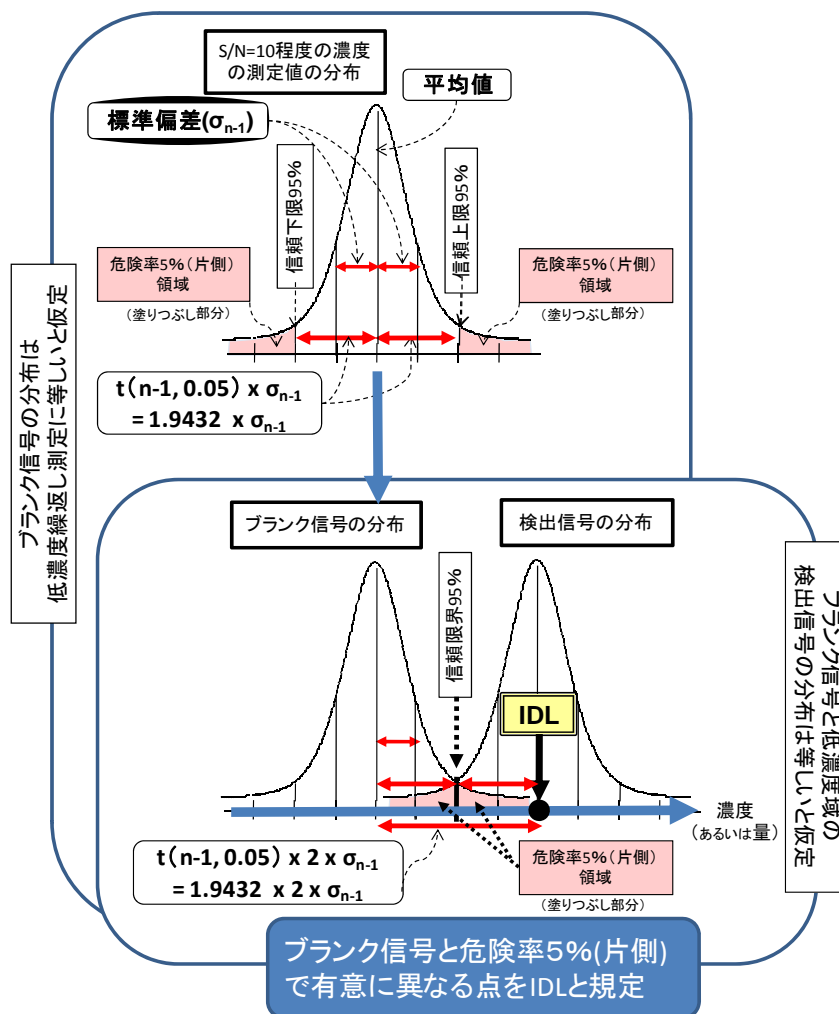 S/N=10程度の濃度
の測定値の分布
平均値
標準偏差(σn-1)
信頼下限95%
信頼上限95%
危険率5%(片側)
領域
(塗りつぶし部分)
危険率5%(片側)
領域
(塗りつぶし部分)
t(n-1, 0.05) x σn-1
= 1.9432 x σn-1
ブランク信号の分布は
低濃度繰返し測定に等しいと仮定
ブランク信号の分布
検出信号の分布
信頼限界95%
IDL
濃度
(あるいは量)
t(n-1, 0.05) x 2 x σn-1
= 1.9432 x 2 x σn-1
危険率5%(片側)
領域
(塗りつぶし部分)
ブランク信号と低濃度域の
検出信号の分布は等しいと仮定
ブランク信号と危険率5%(片側)
で有意に異なる点をIDLと規定